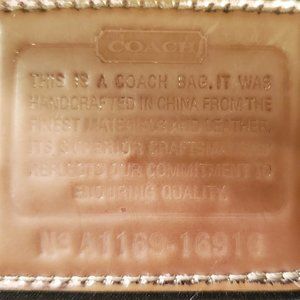 COACH
THIS IS A COACH BAG. IT WAS
HANDCRAFTED IN CHINA FROM THE
FINEST MATERIALS AND LEATHER.
ITS SUPERIOR CRAFTSMANSHIP
REFLECTS OUR COMMITMENT TO
ENDURING QUALITY.
Nº A1169-16910